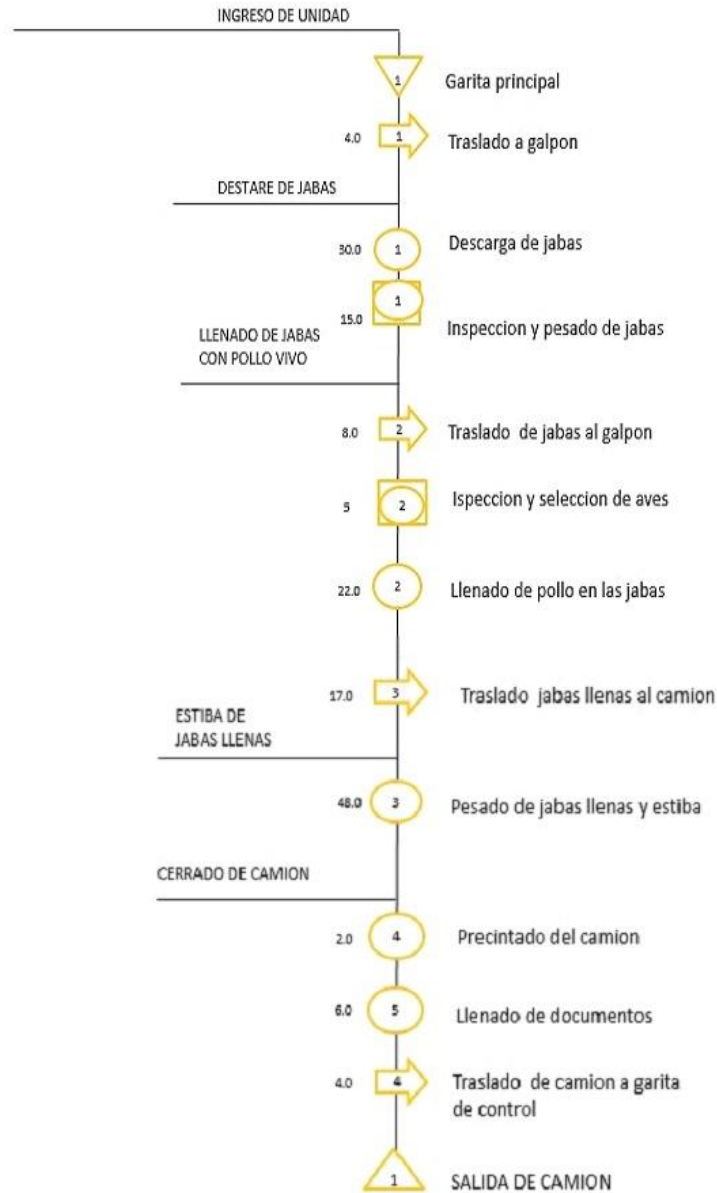 INGRESO DE UNIDAD
1
Garita principal
4.0
1
Traslado a galpon
DESTARE DE JABAS
30.0
1
Descarga de jabas
1
15.0
Inspeccion y pesado de jabas
LLENADO DE JABAS
CON POLLO VIVO
8.0
2
Traslado de jabas al galpon
5
2
Ispeccion y seleccion de aves
22.0
2
Llenado de pollo en las jabas
17.0
3
Traslado jabas llenas al camion
ESTIBA DE
JABAS LLENAS
48.0
3
Pesado de jabas llenas y estiba
CERRADO DE CAMION
2.0
4
Precintado del camion
6.0
5
Llenado de documentos
4.0
4
Traslado de camion a garita
de control
1
SALIDA DE CAMION